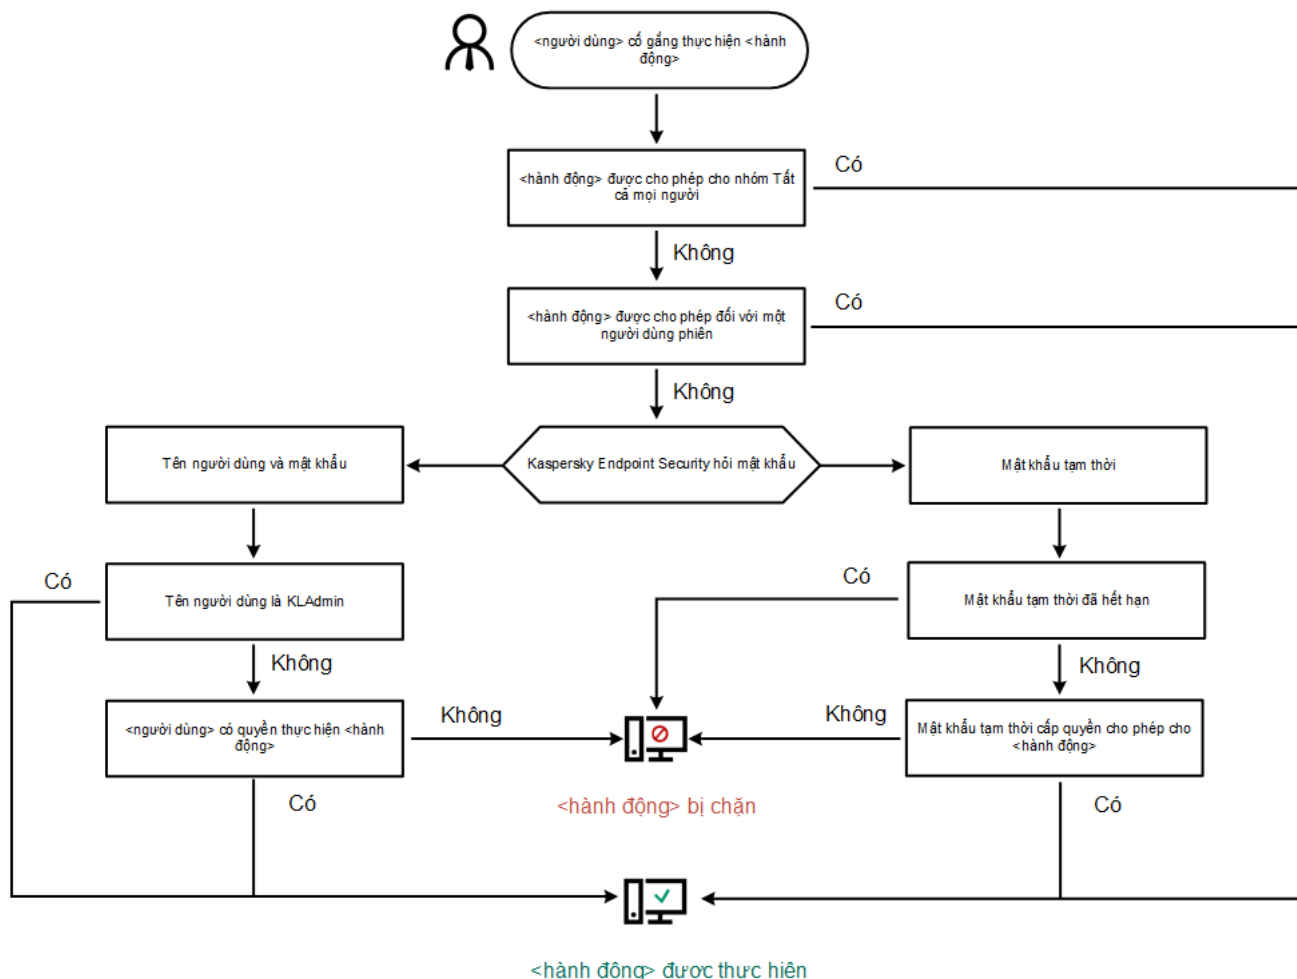 <người dùng> cố gắng thực hiện <hành
động>
<hành động> được cho phép cho nhóm Tất
cả mọi người
Có
Không
<hành động> được cho phép đối với một
người dùng phiên
Có
Không
Tên người dùng và mật khẩu
Kaspersky Endpoint Security hỏi mật khẩu
Mật khẩu tạm thời
Có
Tên người dùng là KLAdmin
Có
Mật khẩu tạm thời đã hết hạn
Không
Không
<người dùng> có quyền thực hiện <hành
động>
Không
Không
Mật khẩu tạm thời cấp quyền cho phép cho
<hành động>
Có
<hành động> bị chặn
Có
<hành động> được thực hiện